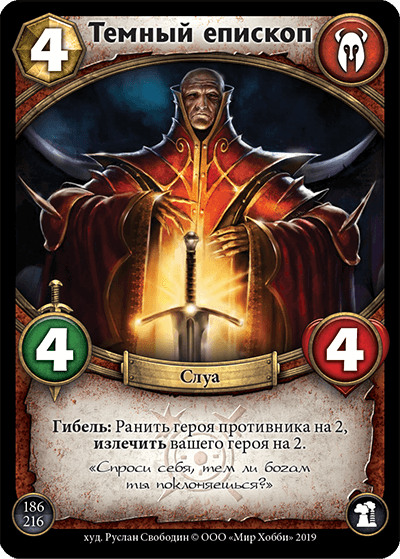 4
Темный епископ
4
4
Слуа
Гибель: Ранить героя противника на 2,
излечить вашего героя на 2.
«Спроси себя, тем ли богам
ты поклоняешься?»
186
216
худ. Руслан Свободин © ООО «Мир Хобби» 2019